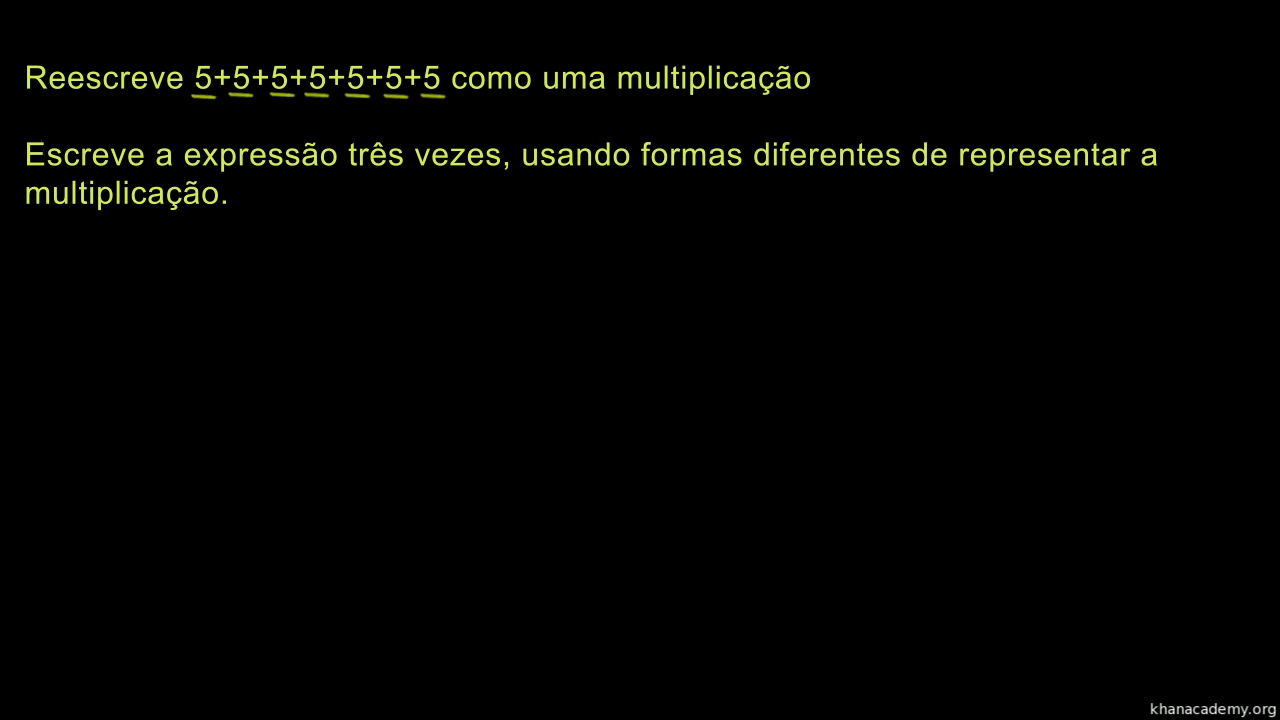 Reescreve 5+5+5+5+5+5+5 como uma multiplicação
Escreve a expressão três vezes, usando formas diferentes de representar a
multiplicação.
khanacademy.org